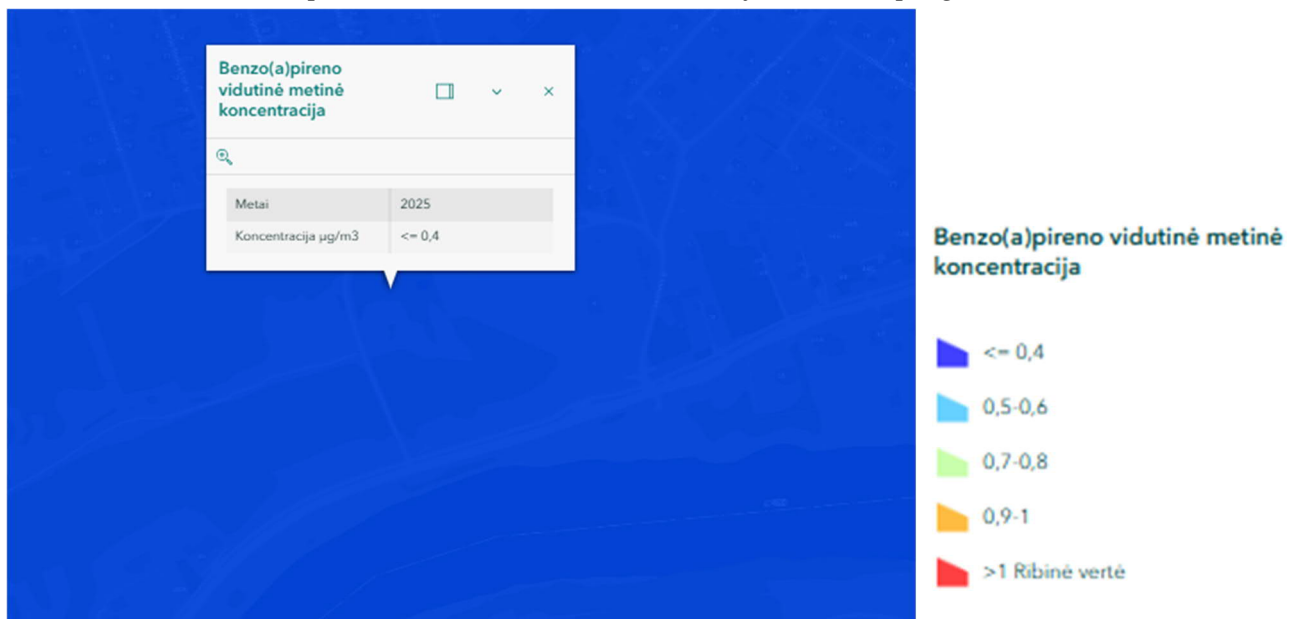 Benzo(a)pireno
vidutinė metinė
koncentracija
Metai 2025
Koncentracija µg/m3 <= 0,4
Benzo(a)pireno vidutinė metinė
koncentracija
<= 0,4
0,5-0,6
0,7-0,8
0,9-1
>1 Ribinė vertė